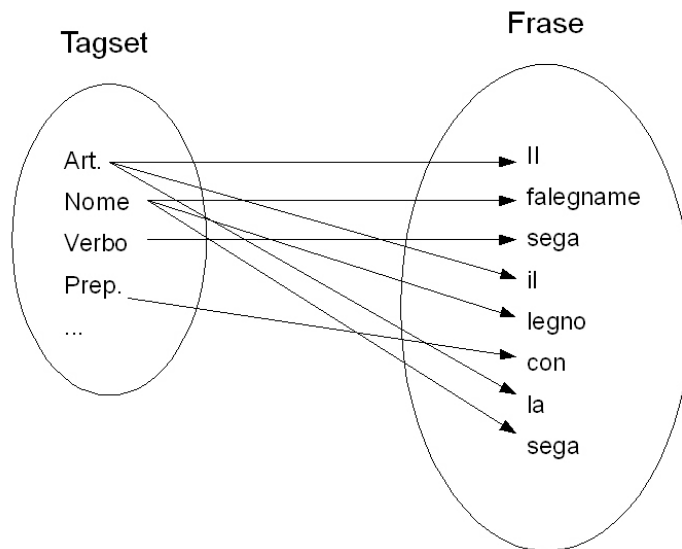 Tagset
Frase
Art.
Nome
Verbo
Prep.
...
Il
falegname
sega
il
legno
con
la
sega